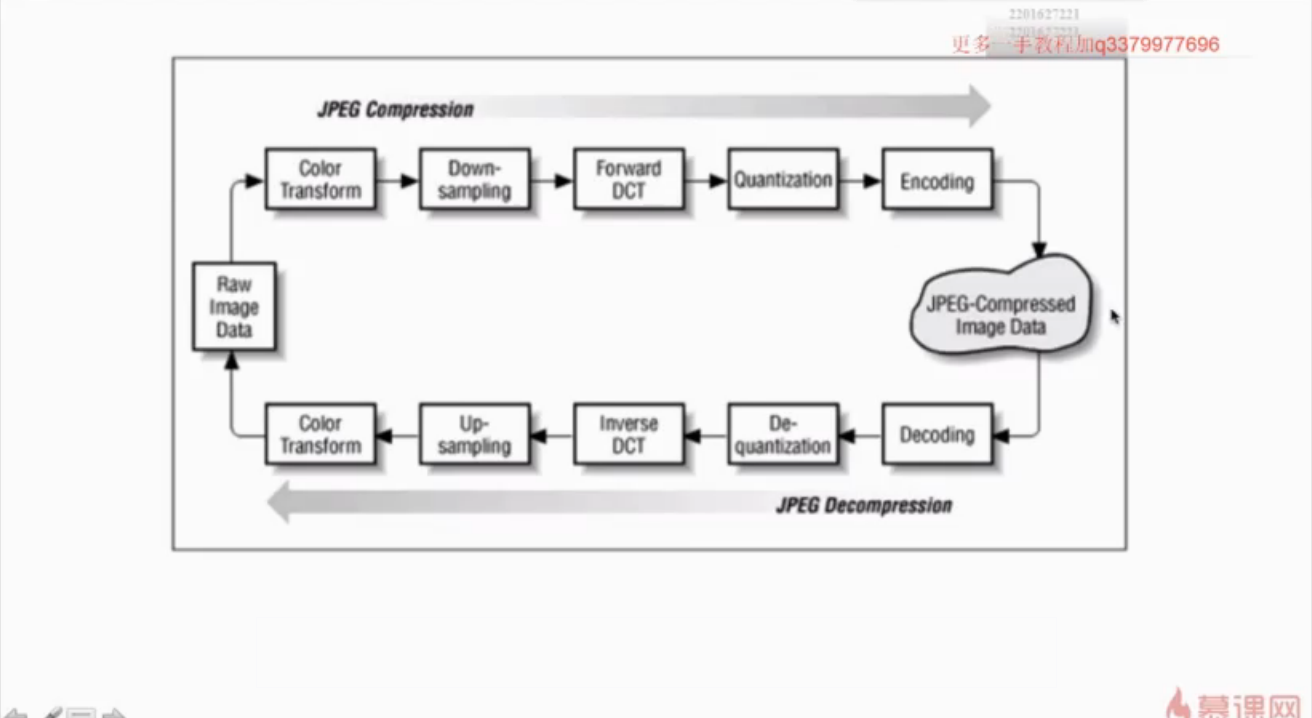 2201627221
更多一手教程加q3379977696
JPEG Compression
Color
Transform
Down-
sampling
Forward
DCT
Quantization
Encoding
Raw
Image
Data
JPEG-Compressed
Image Data
Color
Transform
Up-
sampling
Inverse
DCT
De-
quantization
Decoding
JPEG Decompression
慕课网